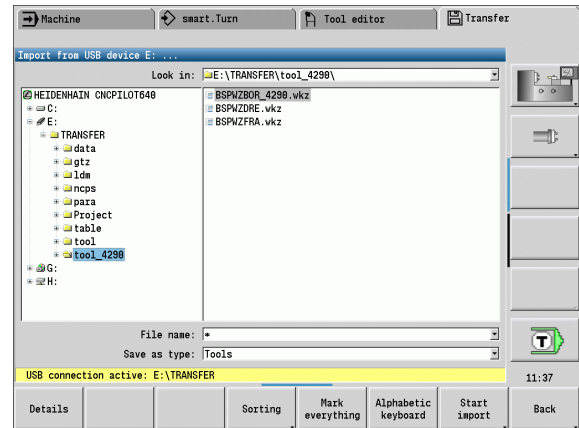 Machine
smart.Turn
Tool editor
Transfer
Import from USB device E: ...
Look in: E:\TRANSFER\tool_4290\
HEIDENHAIN CNCPILOT640
C:
E:
TRANSFER
data
gtz
ldm
ncps
para
Project
table
tool
tool_4290
G:
H:
BSPWZBOR_4290.wkz
BSPWZDRE.wkz
BSPWZFRA.wkz
File name: *
Save as type: Tools
USB connection active: E:\TRANSFER
T
11:37
Details
Sorting
Mark everything
Alphabetic keyboard
Start import
Back